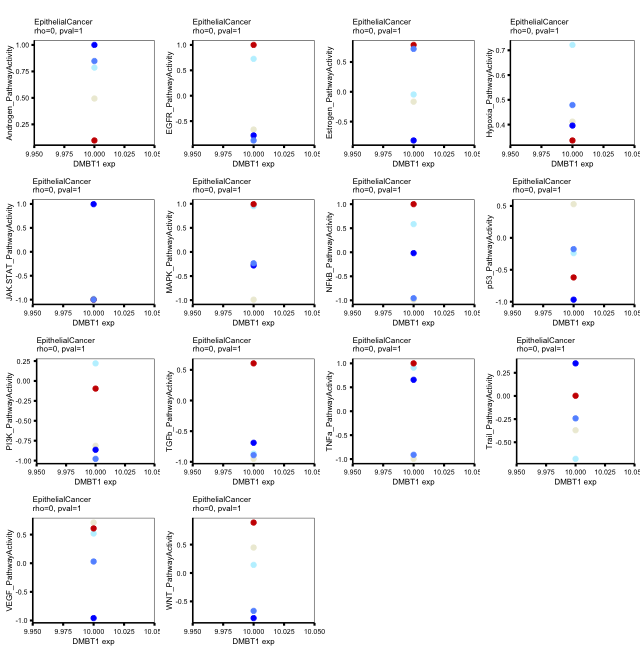 EpithelialCancer
rho=0, pval=1
Androgen_PathwayActivity
1.00
0.75
0.50
0.25
9.950 9.975 10.000 10.025 10.05
DMBT1 exp
EpithelialCancer
rho=0, pval=1
EGFR_PathwayActivity
1.0
0.5
0.0
-0.5
9.950 9.975 10.000 10.025 10.05
DMBT1 exp
EpithelialCancer
rho=0, pval=1
Estrogen_PathwayActivity
0.5
0.0
-0.5
9.950 9.975 10.000 10.025 10.05
DMBT1 exp
EpithelialCancer
rho=0, pval=1
Hypoxia_PathwayActivity
0.7
0.6
0.5
0.4
9.950 9.975 10.000 10.025 10.05
DMBT1 exp
EpithelialCancer
rho=0, pval=1
JAK.STAT_PathwayActivity
1.0
0.5
0.0
-0.5
-1.0
9.950 9.975 10.000 10.025 10.05
DMBT1 exp
EpithelialCancer
rho=0, pval=1
MAPK_PathwayActivity
1.0
0.5
0.0
-0.5
-1.0
9.950 9.975 10.000 10.025 10.05
DMBT1 exp
EpithelialCancer
rho=0, pval=1
NFkB_PathwayActivity
1.0
0.5
0.0
-0.5
-1.0
9.950 9.975 10.000 10.025 10.05
DMBT1 exp
EpithelialCancer
rho=0, pval=1
p53_PathwayActivity
0.5
0.0
-0.5
-1.0
9.950 9.975 10.000 10.025 10.05
DMBT1 exp
EpithelialCancer
rho=0, pval=1
PI3K_PathwayActivity
0.25
0.00
-0.25
-0.50
-0.75
-1.00
9.950 9.975 10.000 10.025 10.05
DMBT1 exp
EpithelialCancer
rho=0, pval=1
TGFb_PathwayActivity
0.5
0.0
-0.5
-1.0
9.950 9.975 10.000 10.025 10.05
DMBT1 exp
EpithelialCancer
rho=0, pval=1
TNFa_PathwayActivity
1.0
0.5
0.0
-0.5
-1.0
9.950 9.975 10.000 10.025 10.05
DMBT1 exp
EpithelialCancer
rho=0, pval=1
Trail_PathwayActivity
0.25
0.00
-0.25
-0.50
9.950 9.975 10.000 10.025 10.05
DMBT1 exp
EpithelialCancer
rho=0, pval=1
VEGF_PathwayActivity
0.5
0.0
-0.5
-1.0
9.950 9.975 10.000 10.025 10.05
DMBT1 exp
EpithelialCancer
rho=0, pval=1
WNT_PathwayActivity
0.5
0.0
-0.5
9.950 9.975 10.000 10.025 10.050
DMBT1 exp